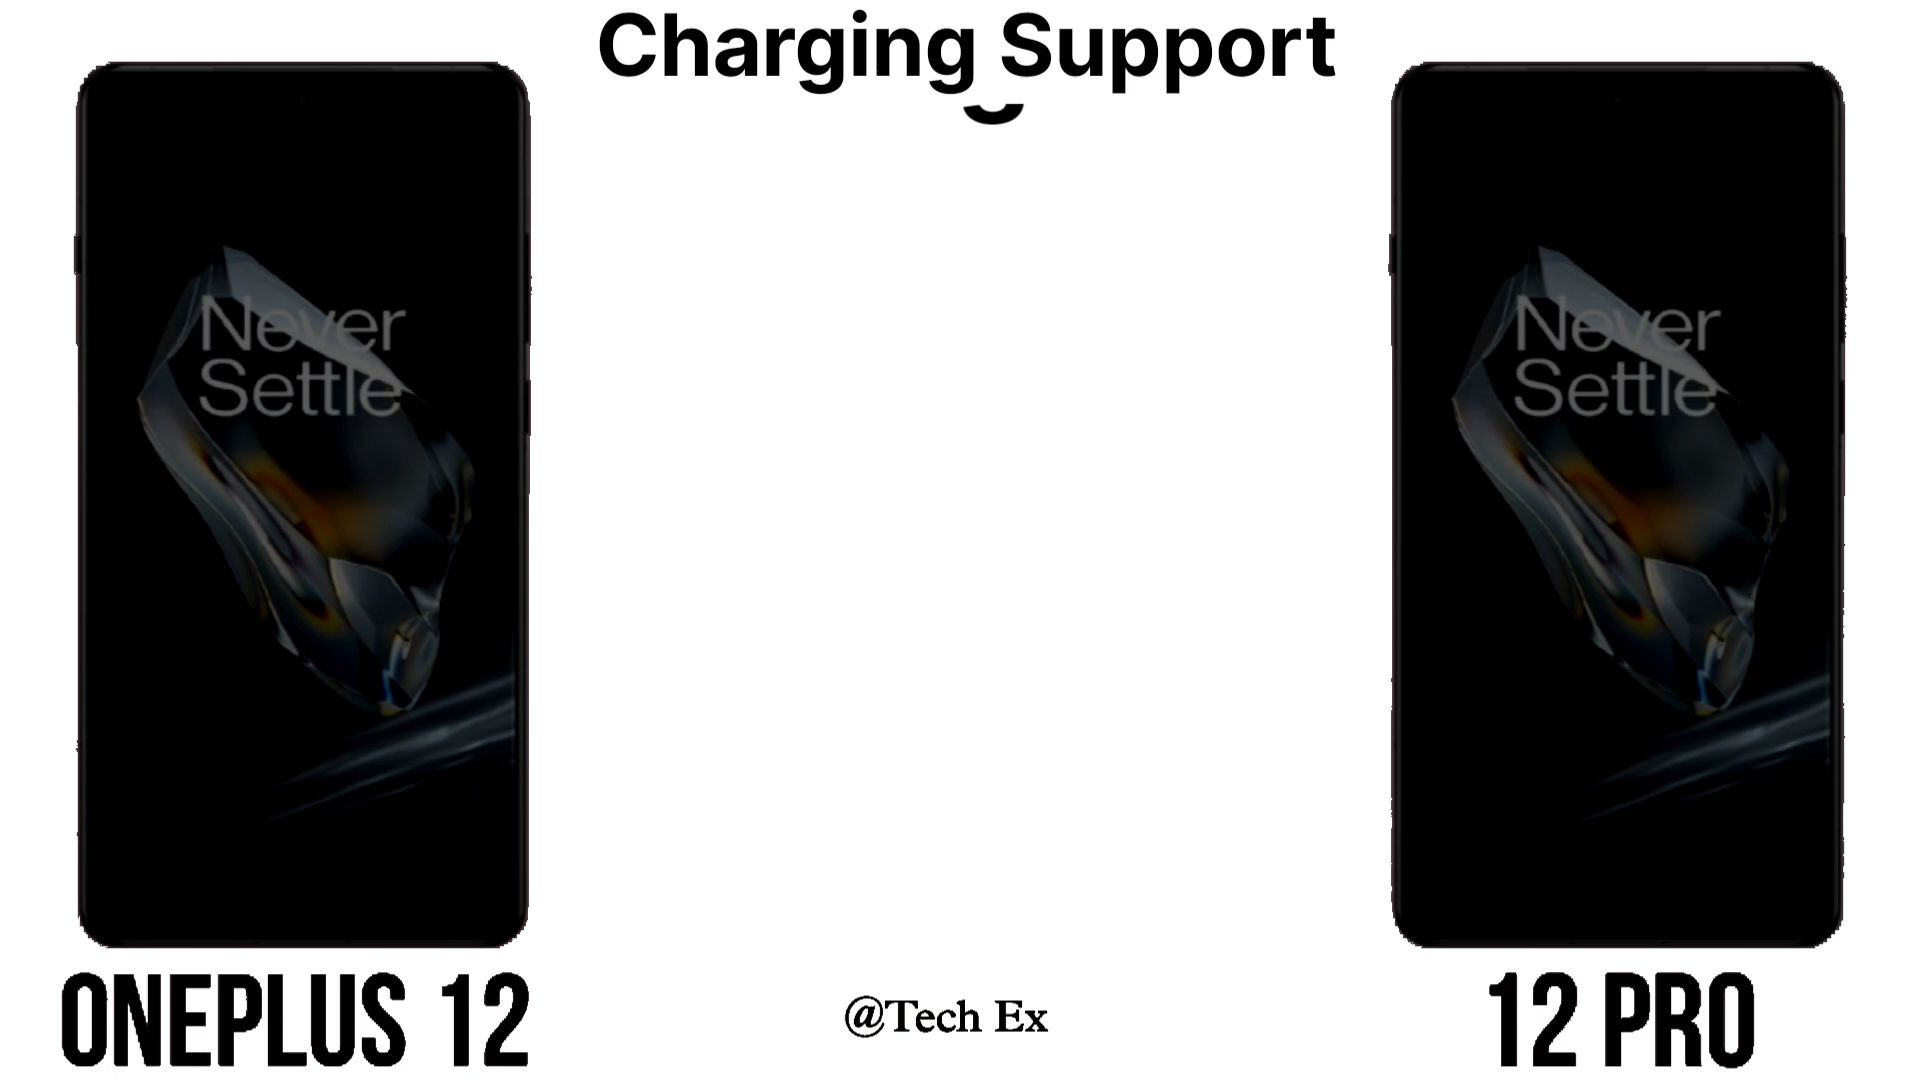 Charging Support
Never
Settle
Never
Settle
ONEPLUS 12
@Tech Ex
12 PRO